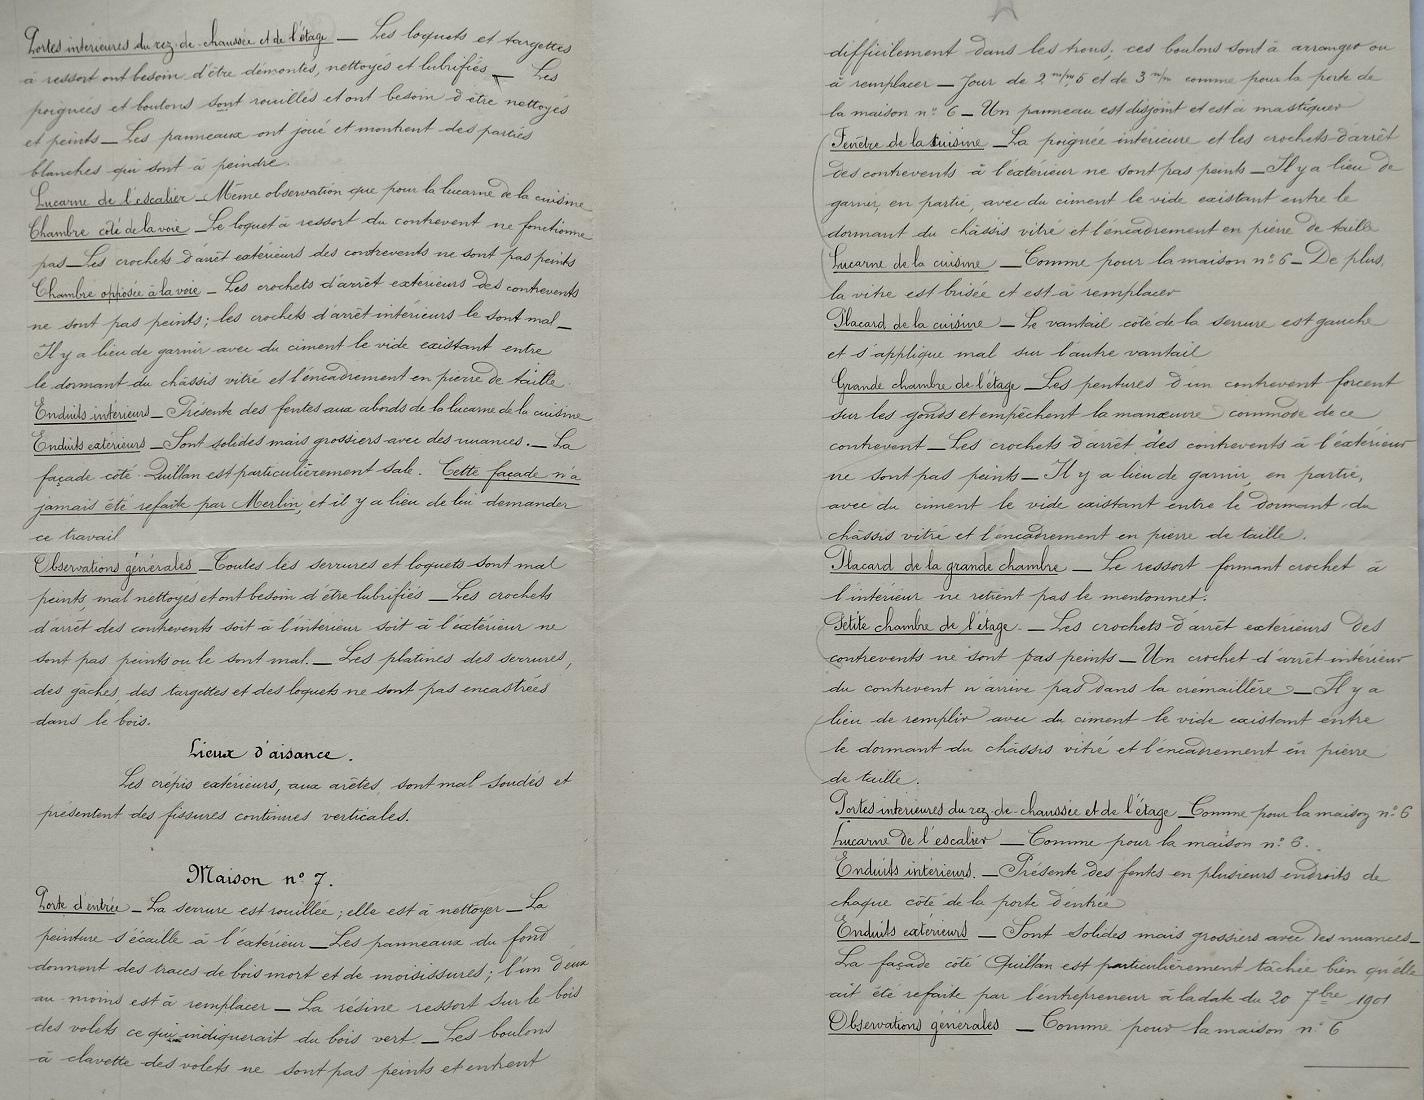 Portes intérieures du rez-de-chaussée et de l'étage — Les loquets et targettes
à ressort ont besoin d'être démontés, nettoyés et lubrifiés — Les
poignées et boutons sont rouillés et ont besoin d'être nettoyés
et peints — Les panneaux ont joué et montrent des parties
blanches qui sont à peindre.
Lucarne de l'escalier — Même observation que pour la lucarne de la cuisine
Chambre côté de la voie — Le loquet à ressort du contrevent ne fonctionne
pas — Les crochets d'arrêt extérieurs des contrevents ne sont pas peints
Chambre opposée à la voie — Les crochets d'arrêt extérieurs des contrevents
ne sont pas peints ; les crochets d'arrêt intérieurs le sont mal —
Il y a lieu de garnir avec du ciment le vide existant entre
le dormant du châssis vitré et l'encadrement en pierre de taille
Enduits intérieurs — Présente des fentes aux abords de la lucarne de la cuisine
Enduits extérieurs — Sont solides mais grossiers avec des nuances. — La
façade côté Quillan est particulièrement sale. Cette façade n'a
jamais été refaite par Merlin, et il y a lieu de lui demander
ce travail
Observations générales — Toutes les serrures et loquets sont mal
peints, mal nettoyés et ont besoin d'être lubrifiés — Les crochets
d'arrêt des contrevents soit à l'intérieur soit à l'extérieur ne
sont pas peints ou le sont mal. — Les platines des serrures,
des gâches, des targettes et des loquets ne sont pas encastrées
dans le bois.
Lieux d'aisance.
Les crépis extérieurs, aux arêtes, sont mal soudés et
présentent des fissures continues verticales.
Maison n° 7.
Porte d'entrée — La serrure est rouillée ; elle est à nettoyer — La
peinture s'écaille à l'extérieur — Les panneaux du fond
donnent des traces de bois mort et de moisissures ; l'un d'eux
au moins est à remplacer — La résine ressort sur le bois
des volets ce qui indiquerait du bois vert. — Les boulons
à clavette des volets ne sont pas peints et entrent
difficilement dans les trous ; ces boulons sont à arranger ou
à remplacer — Jour de 2 m/m,5 et de 3 m/m comme pour la porte de
la maison n° 6 — Un panneau est disjoint et est à mastiquer
Fenêtre de la cuisine — La poignée intérieure et les crochets d'arrêt
des contrevents à l'extérieur ne sont pas peints — Il y a lieu de
garnir, en partie, avec du ciment le vide existant entre le
dormant du châssis vitré et l'encadrement en pierre de taille
Lucarne de la cuisine — Comme pour la maison n° 6 — De plus,
la vitre est brisée et est à remplacer
Placard de la cuisine — Le vantail côté de la serrure est gauche
et s'applique mal sur l'autre vantail
Grande chambre de l'étage — Les pentures d'un contrevent forcent
sur les gonds et empêchent la manœuvre commode de ce
contrevent — Les crochets d'arrêt des contrevents à l'extérieur
ne sont pas peints — Il y a lieu de garnir, en partie,
avec du ciment le vide existant entre le dormant du
châssis vitré et l'encadrement en pierre de taille.
Placard de la grande chambre — Le ressort formant crochet à
l'intérieur ne retient pas le mentonnet.
Petite chambre de l'étage. — Les crochets d'arrêt extérieurs des
contrevents ne sont pas peints — Un crochet d'arrêt intérieur
du contrevent n'arrive pas dans la crémaillère — Il y a
lieu de remplir avec du ciment le vide existant entre
le dormant du châssis vitré et l'encadrement en pierre
de taille.
Portes intérieures du rez-de-chaussée et de l'étage — Comme pour la maison n° 6
Lucarne de l'escalier — Comme pour la maison n° 6.
Enduits intérieurs. — Présente des fentes en plusieurs endroits de
chaque côté de la porte d'entrée
Enduits extérieurs — Sont solides mais grossiers avec des nuances —
La façade côté Quillan est particulièrement tâchée bien qu'elle
ait été refaite par l'entrepreneur à la date du 20 7bre 1901
Observations générales — Comme pour la maison n° 6